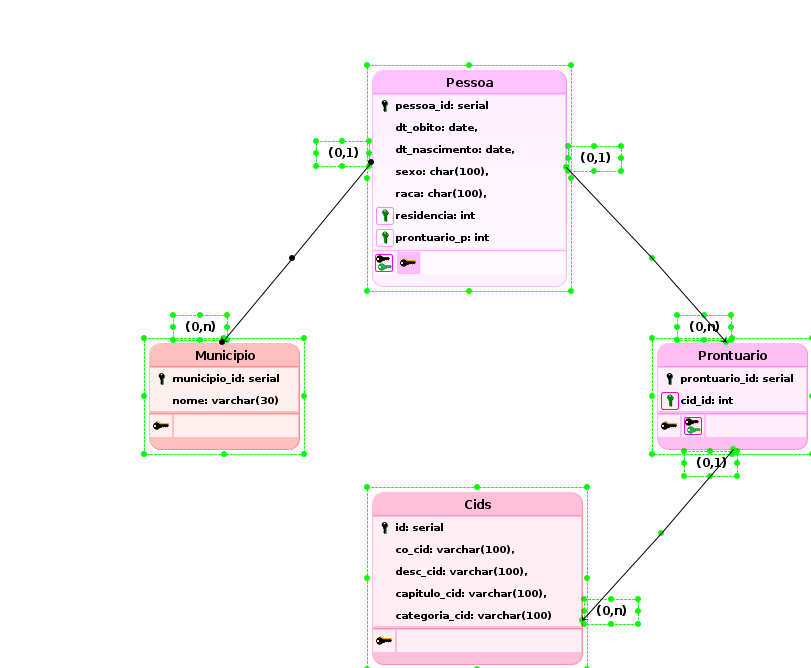 Pessoa
pessoa_id: serial
dt_obito: date,
(0,1)
dt_nascimento: date,
(0,1)
sexo: char(100),
raca: char(100),
residencia: int
prontuario_p: int
(0,n)
(0,n)
Municipio
municipio_id: serial
nome: varchar(30)
Prontuario
prontuario_id: serial
cid_id: int
(0,1)
Cids
id: serial
co_cid: varchar(100),
desc_cid: varchar(100),
capitulo_cid: varchar(100),
categoria_cid: varchar(100)
(0,n)